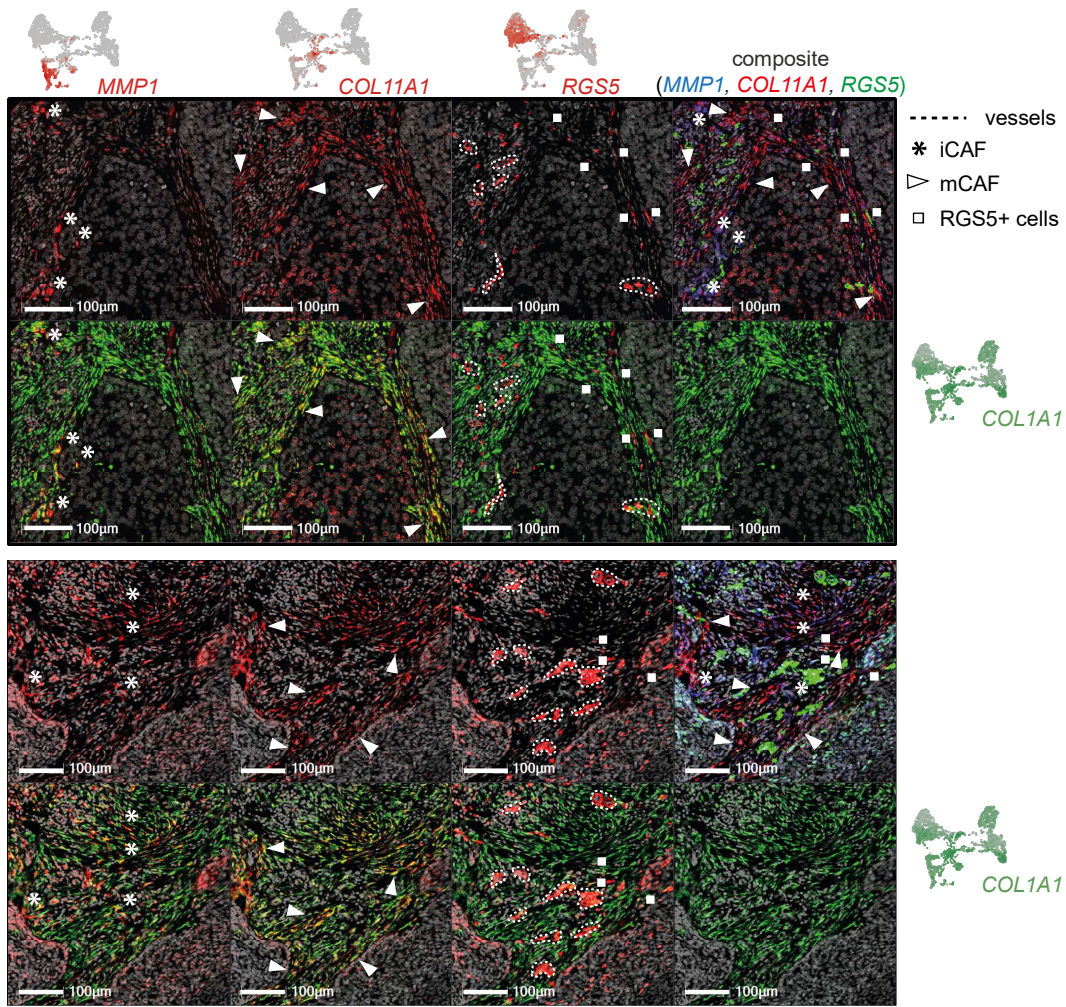 composite
MMP1 COL11A1 RGS5 (MMP1, COL11A1, RGS5)
vessels
iCAF
mCAF
RGS5+ cells
100µm 100µm 100µm 100µm
COL1A1
100µm 100µm 100µm 100µm
100µm 100µm 100µm 100µm
COL1A1
100µm 100µm 100µm 100µm